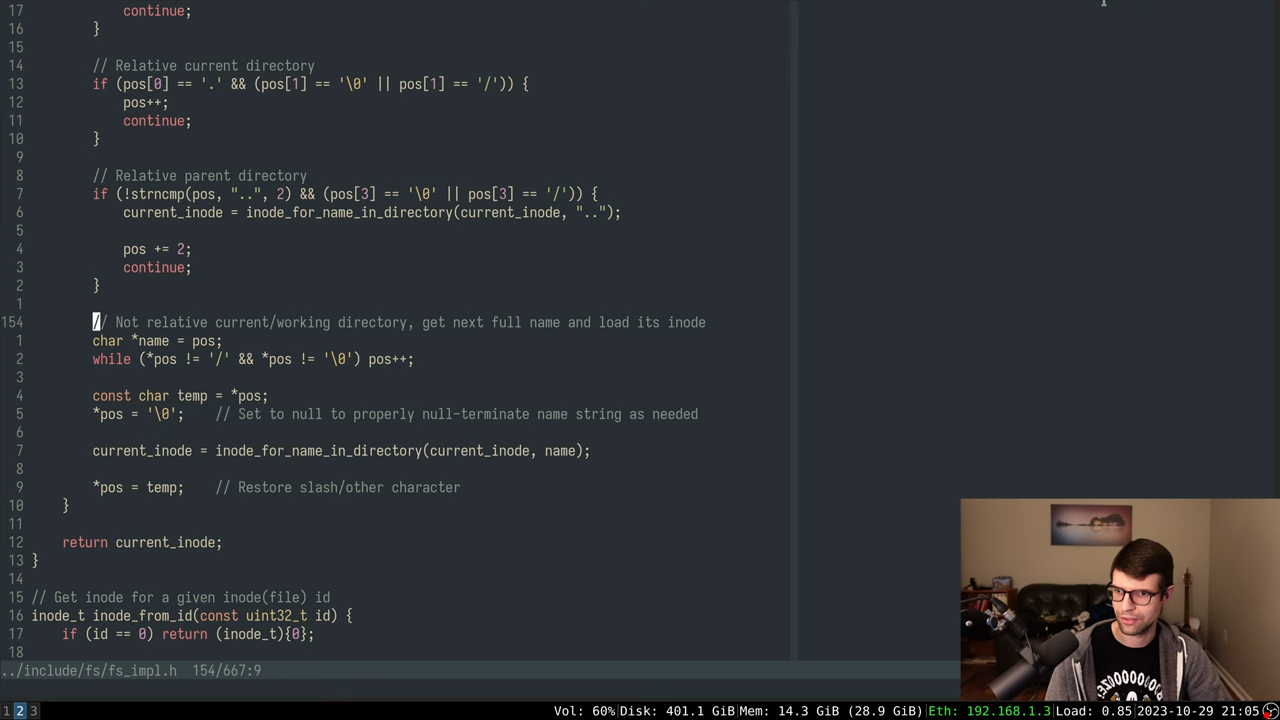 17 continue;
16 }
15
14 // Relative current directory
13 if (pos[0] == '.' && (pos[1] == '\0' || pos[1] == '/')) {
12 pos++;
11 continue;
10 }
9
8 // Relative parent directory
7 if (!strncmp(pos, "..", 2) && (pos[3] == '\0' || pos[3] == '/')) {
6 current_inode = inode_for_name_in_directory(current_inode, "..");
5
4 pos += 2;
3 continue;
2 }
1
154 // Not relative current/working directory, get next full name and load its inode
1 char *name = pos;
2 while (*pos != '/' && *pos != '\0') pos++;
3
4 const char temp = *pos;
5 *pos = '\0'; // Set to null to properly null-terminate name string as needed
6
7 current_inode = inode_for_name_in_directory(current_inode, name);
8
9 *pos = temp; // Restore slash/other character
10 }
11
12 return current_inode;
13 }
14
15 // Get inode for a given inode(file) id
16 inode_t inode_from_id(const uint32_t id) {
17 if (id == 0) return (inode_t){0};
18
../include/fs/fs_impl.h 154/667:9
1 2 3 Vol: 60%|Disk: 401.1 GiB|Mem: 14.3 GiB (28.9 GiB)|Eth: 192.168.1.3|Load: 0.85|2023-10-29 21:05